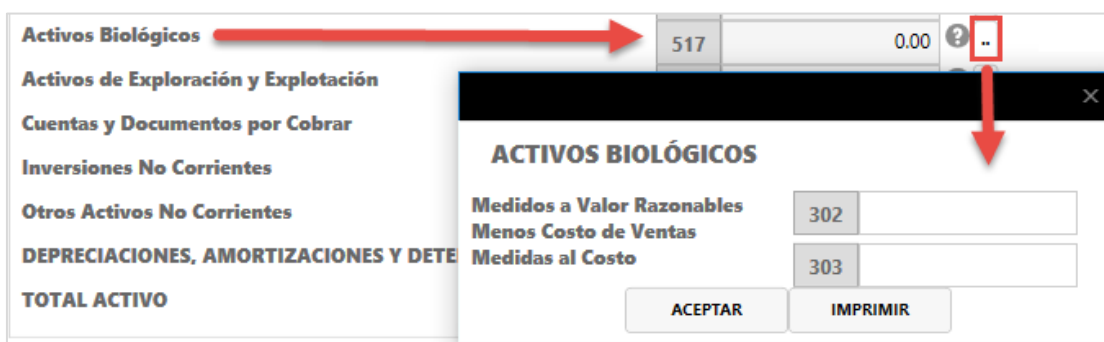 Activos Biológicos 517 0.00 ? ..
Activos de Exploración y Explotación
Cuentas y Documentos por Cobrar
Inversiones No Corrientes
Otros Activos No Corrientes
DEPRECIACIONES, AMORTIZACIONES Y DETE
TOTAL ACTIVO
ACTIVOS BIOLÓGICOS
Medidos a Valor Razonables 302
Menos Costo de Ventas
Medidas al Costo 303
ACEPTAR IMPRIMIR